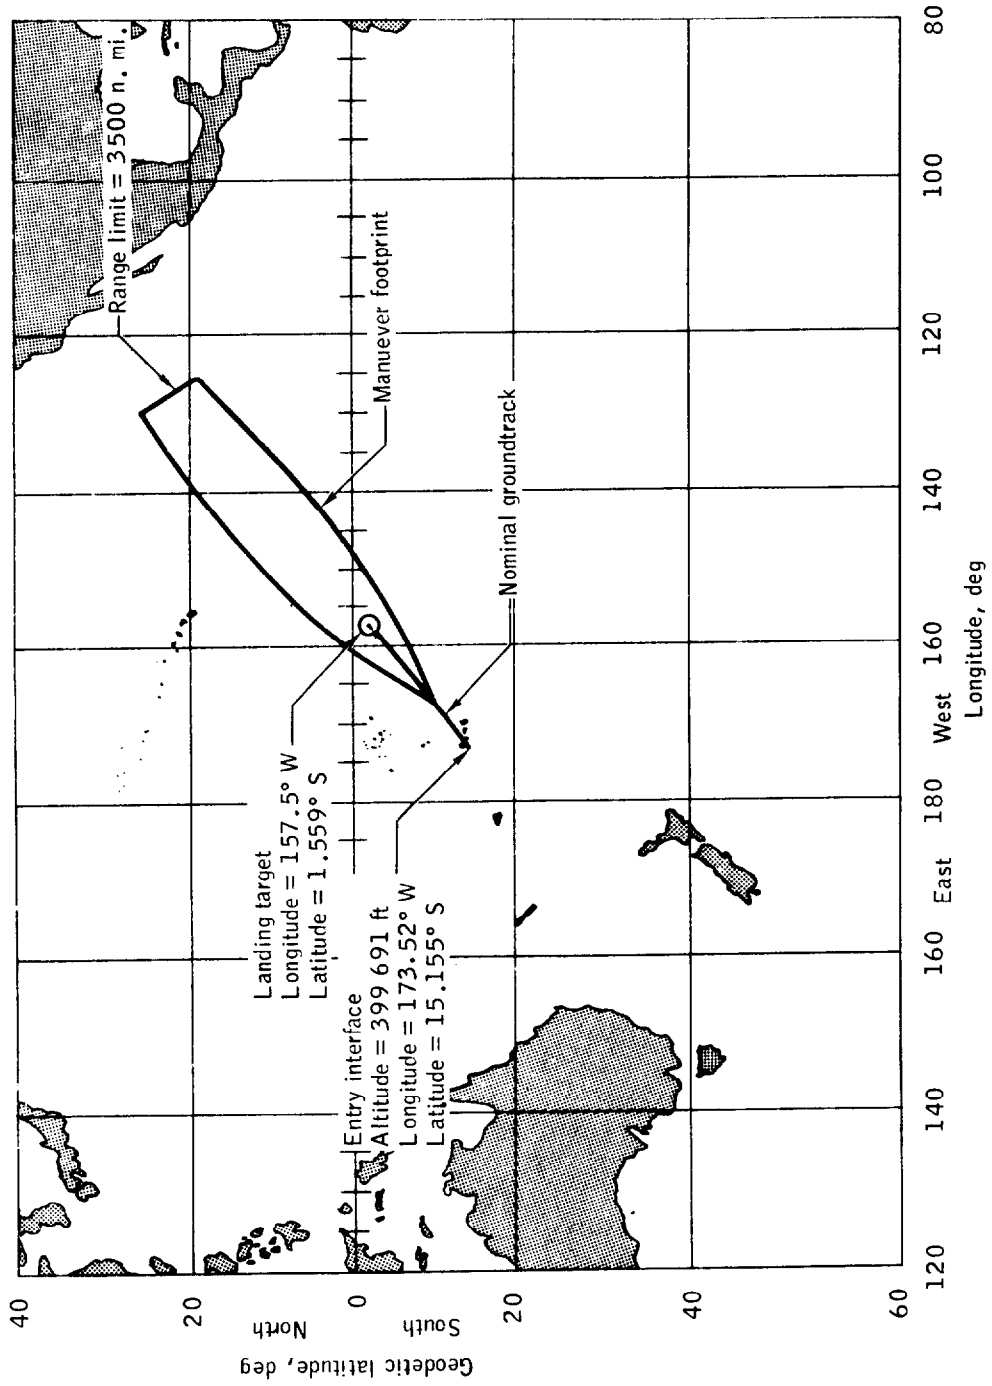 Range limit = 3500 n. mi.
Manuever footprint
Nominal groundtrack
Landing target
Longitude = 157.5° W
Latitude = 1.559° S
Entry interface
Altitude = 399 691 ft
Longitude = 173.52° W
Latitude = 15.155° S
Geodetic latitude, deg
North
South
40
20
0
20
40
60
120
140
160
180
160
140
120
100
80
East
West
Longitude, deg